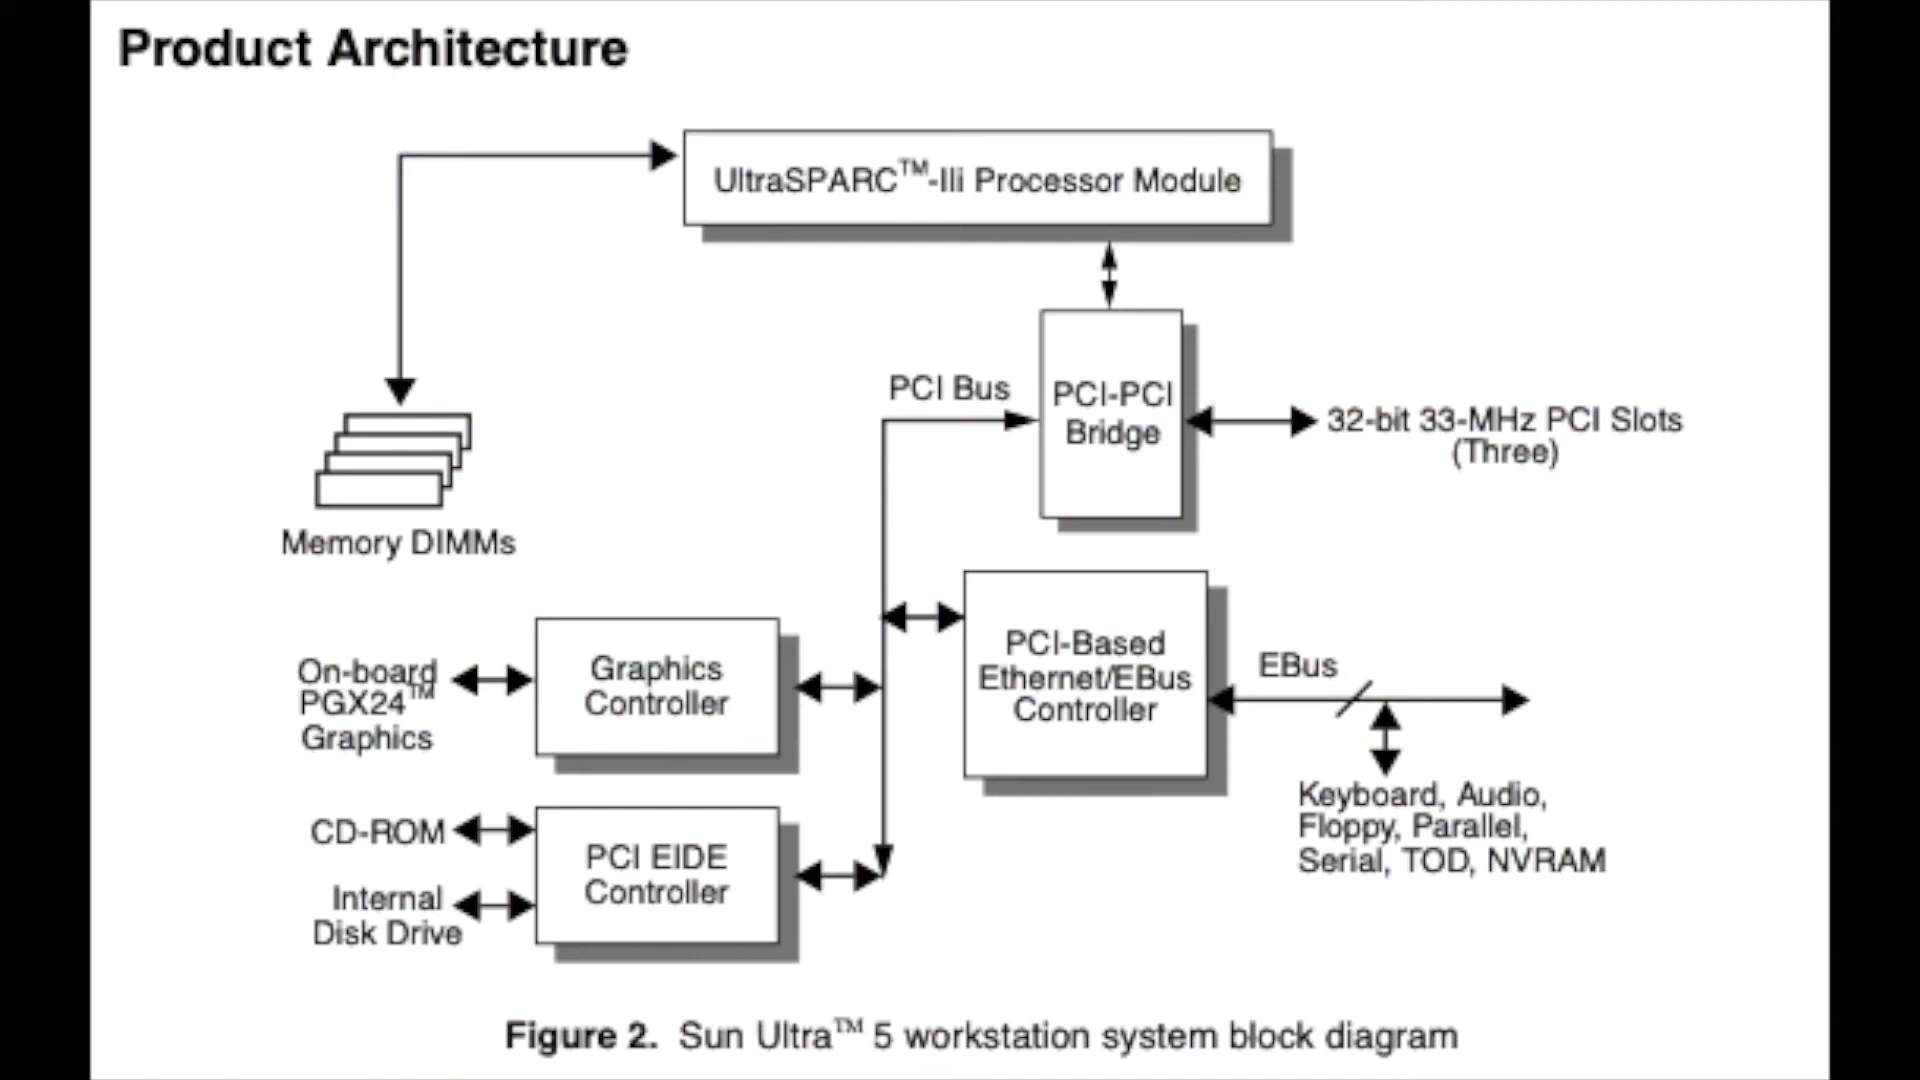 Product Architecture
UltraSPARC™-IIi Processor Module
PCI Bus
PCI-PCI
Bridge
32-bit 33-MHz PCI Slots
(Three)
Memory DIMMs
On-board
PGX24™
Graphics
Graphics
Controller
PCI-Based
Ethernet/EBus
Controller
EBus
Keyboard, Audio,
Floppy, Parallel,
Serial, TOD, NVRAM
CD-ROM
Internal
Disk Drive
PCI EIDE
Controller
Figure 2. Sun Ultra™ 5 workstation system block diagram